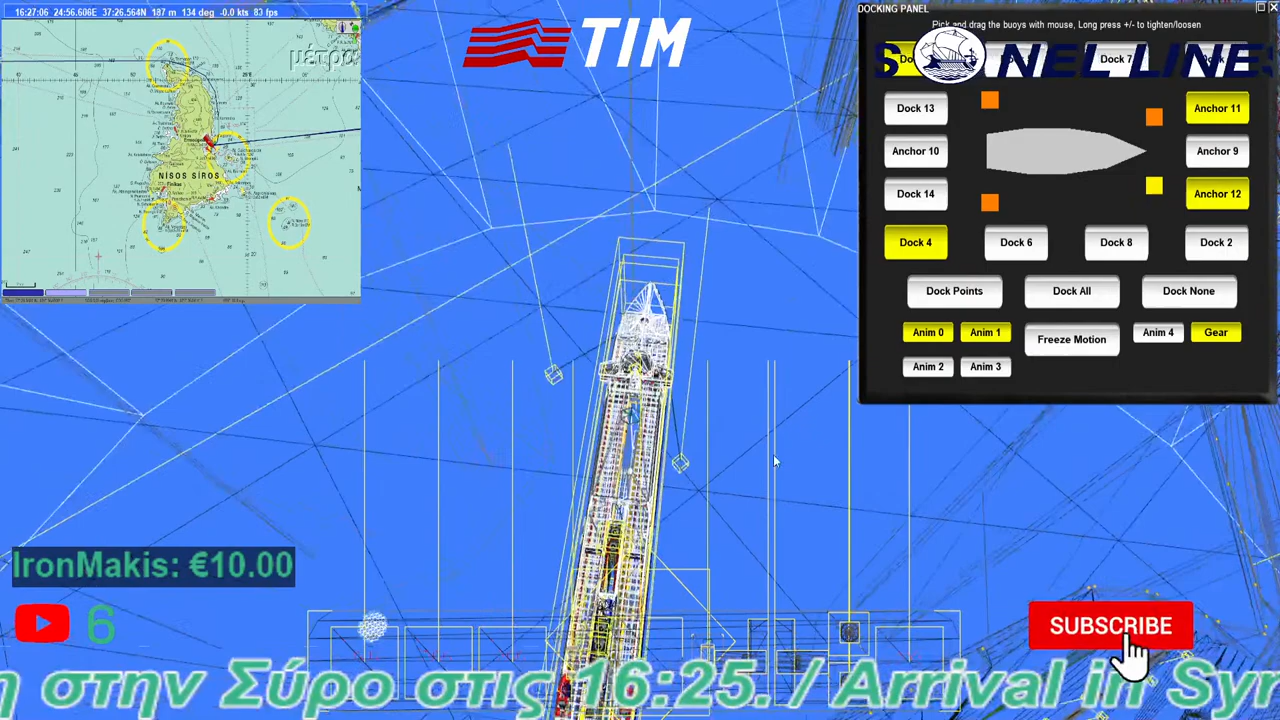 16:27:06 24:56.606E 37:26.564N 187 m 134 deg -0.0 kts 83 fps
μέτρα
NISOS SÍROS
TIM
DOCKING PANEL
Pick and drag the buoys with mouse, Long press +/- to tighten/loosen
S NEL LINES
Dock 7
Dock 13
Anchor 11
Anchor 10
Anchor 9
Dock 14
Anchor 12
Dock 4
Dock 6
Dock 8
Dock 2
Dock Points
Dock All
Dock None
Anim 0
Anim 1
Freeze Motion
Anim 4
Gear
Anim 2
Anim 3
IronMakis: €10.00
6
SUBSCRIBE
η στην Σύρο στις 16:25. / Arrival in Syr